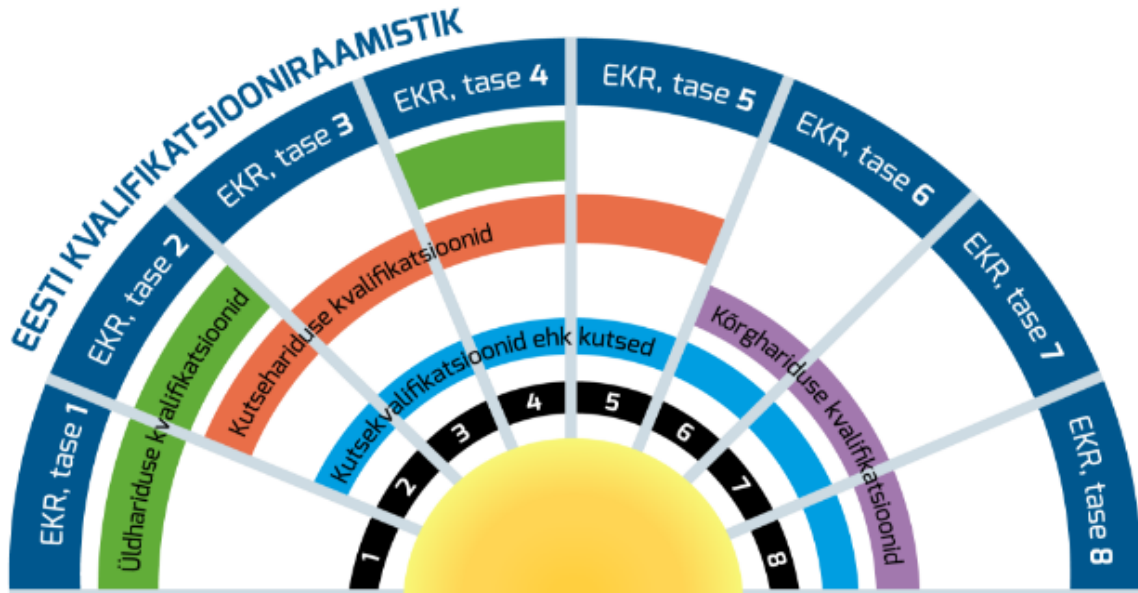 EESTI KVALIFIKATSIOONIRAAMISTIK
EKR, tase 1
EKR, tase 2
EKR, tase 3
EKR, tase 4
EKR, tase 5
EKR, tase 6
EKR, tase 7
EKR, tase 8
Üldhariduse kvalifikatsioonid
Kutsehariduse kvalifikatsioonid
Kutsekvalifikatsioonid ehk kutsed
Kõrghariduse kvalifikatsioonid
1
2
3
4
5
6
7
8